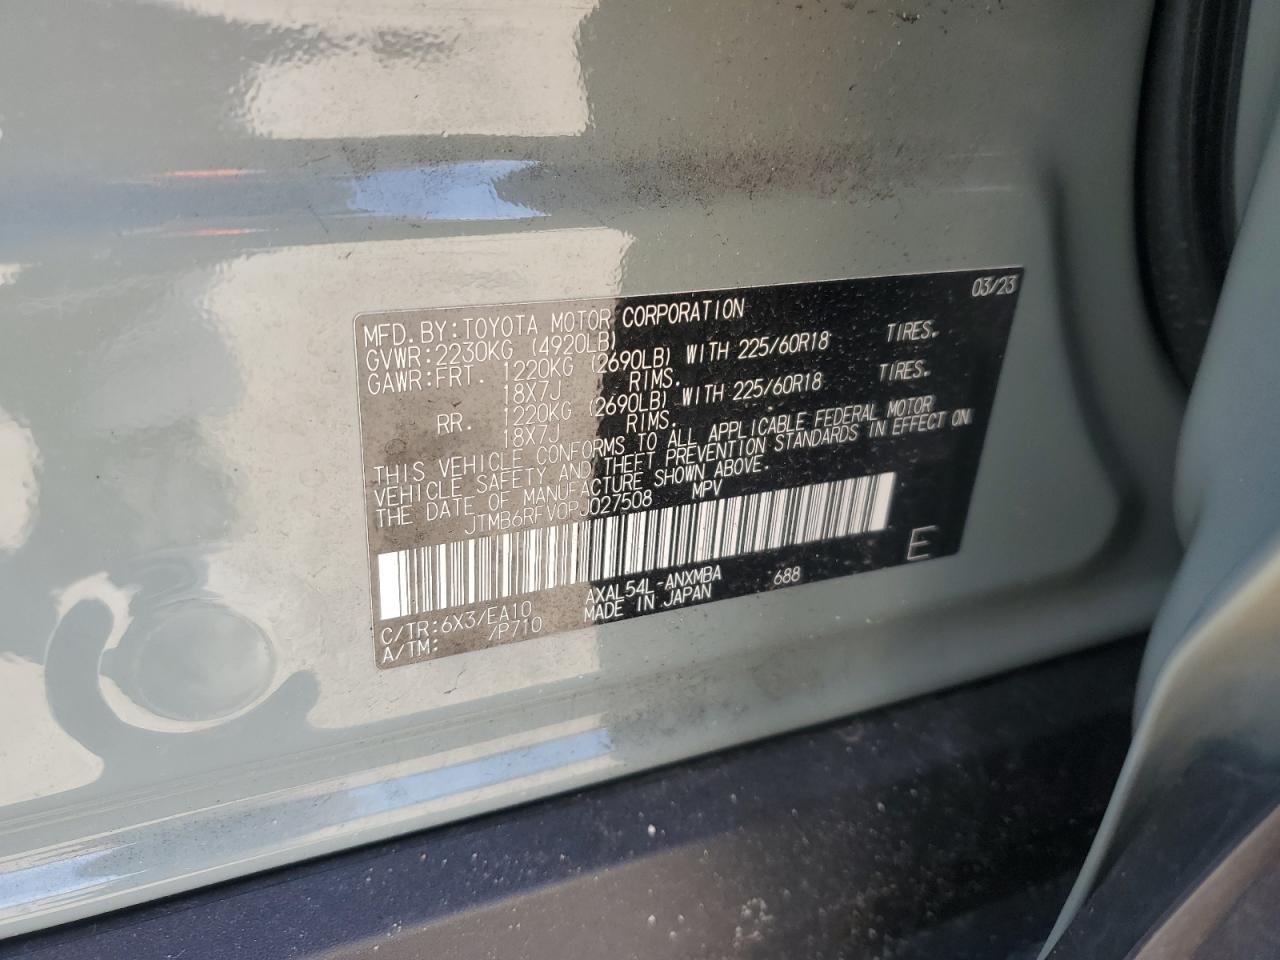 03/23
MFD. BY: TOYOTA MOTOR CORPORATION
GVWR: 2230KG (4920LB)
GAWR: FRT. 1220KG (2690LB) WITH 225/60R18 TIRES.
18X7J RIMS.
RR. 1220KG (2690LB) WITH 225/60R18 TIRES.
18X7J RIMS.
THIS VEHICLE CONFORMS TO ALL APPLICABLE FEDERAL MOTOR
VEHICLE SAFETY AND THEFT PREVENTION STANDARDS IN EFFECT ON
THE DATE OF MANUFACTURE SHOWN ABOVE.
JTMB6RFV0PJ027508 MPV
E
C/TR: 6X3/EA10 AXAL54L-ANXMBA 688
A/TM: /P710 MADE IN JAPAN